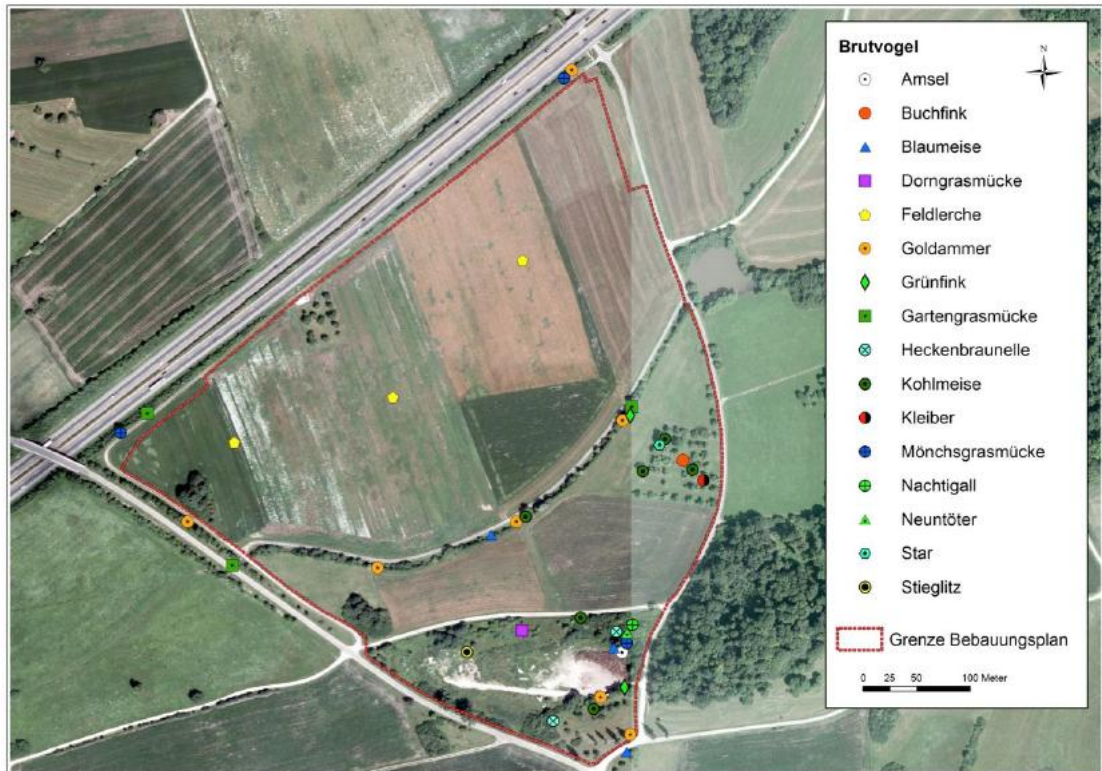 Brutvogel
N
Amsel
Buchfink
Blaumeise
Dorngrasmücke
Feldlerche
Goldammer
Grünfink
Gartengrasmücke
Heckenbraunelle
Kohlmeise
Kleiber
Mönchsgrasmücke
Nachtigall
Neuntöter
Star
Stieglitz
Grenze Bebauungsplan
0 25 50 100 Meter